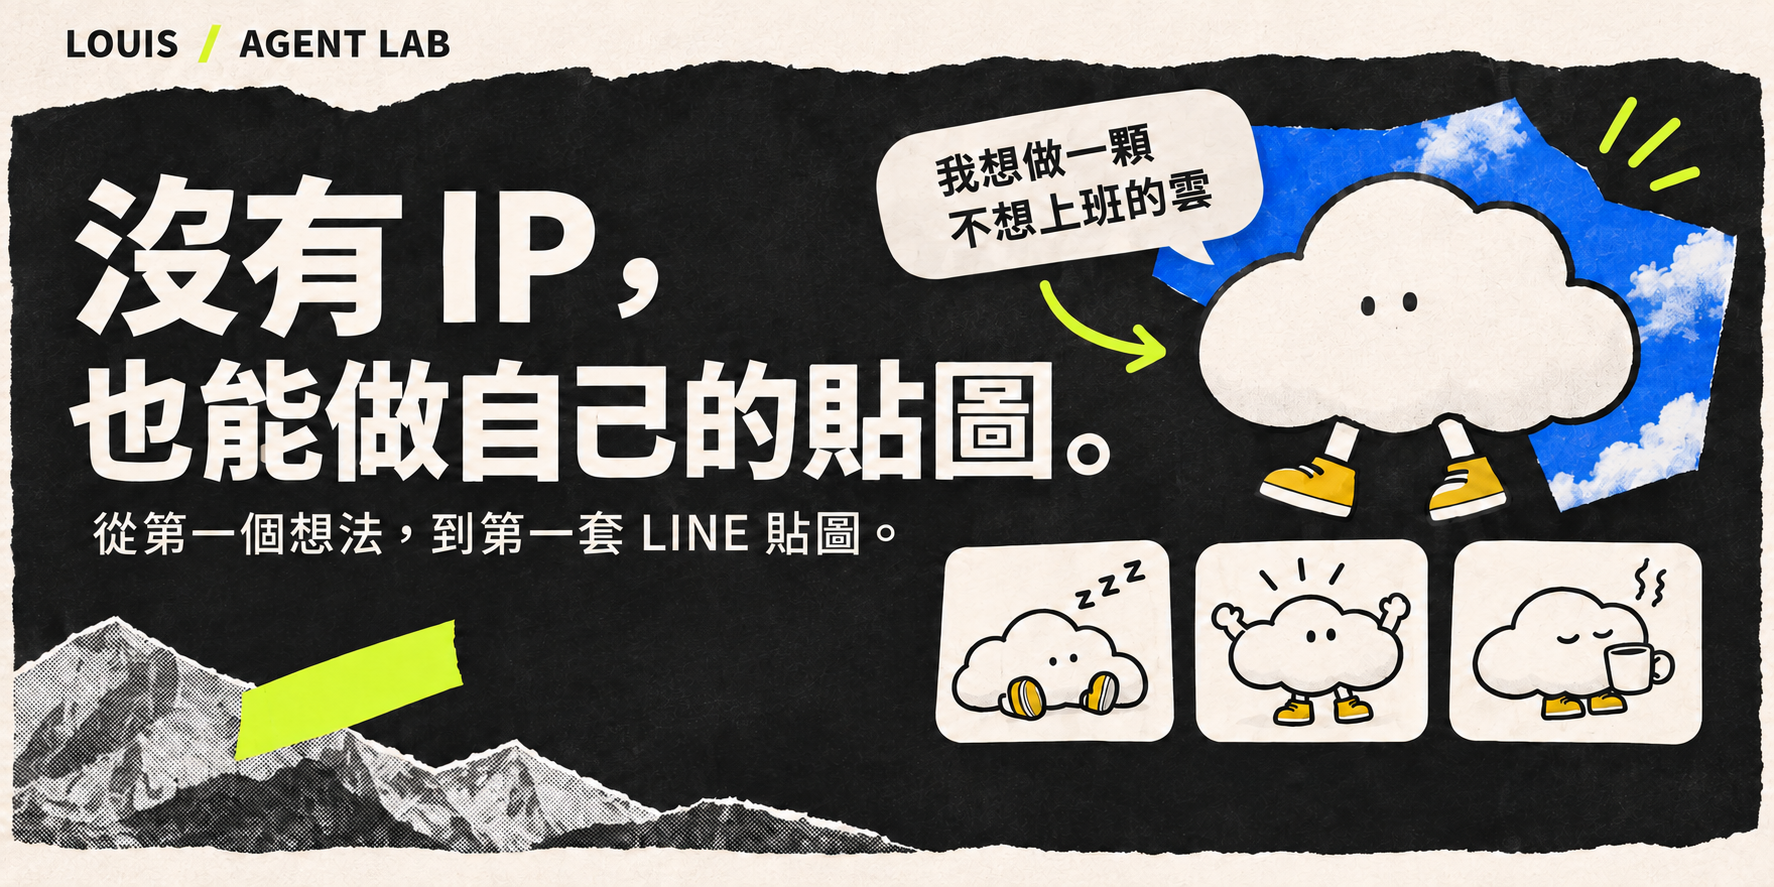 LOUIS / AGENT LAB
沒有 IP，
也能做自己的貼圖。
從第一個想法，到第一套 LINE 貼圖。
我想做一顆
不想上班的雲
z z z